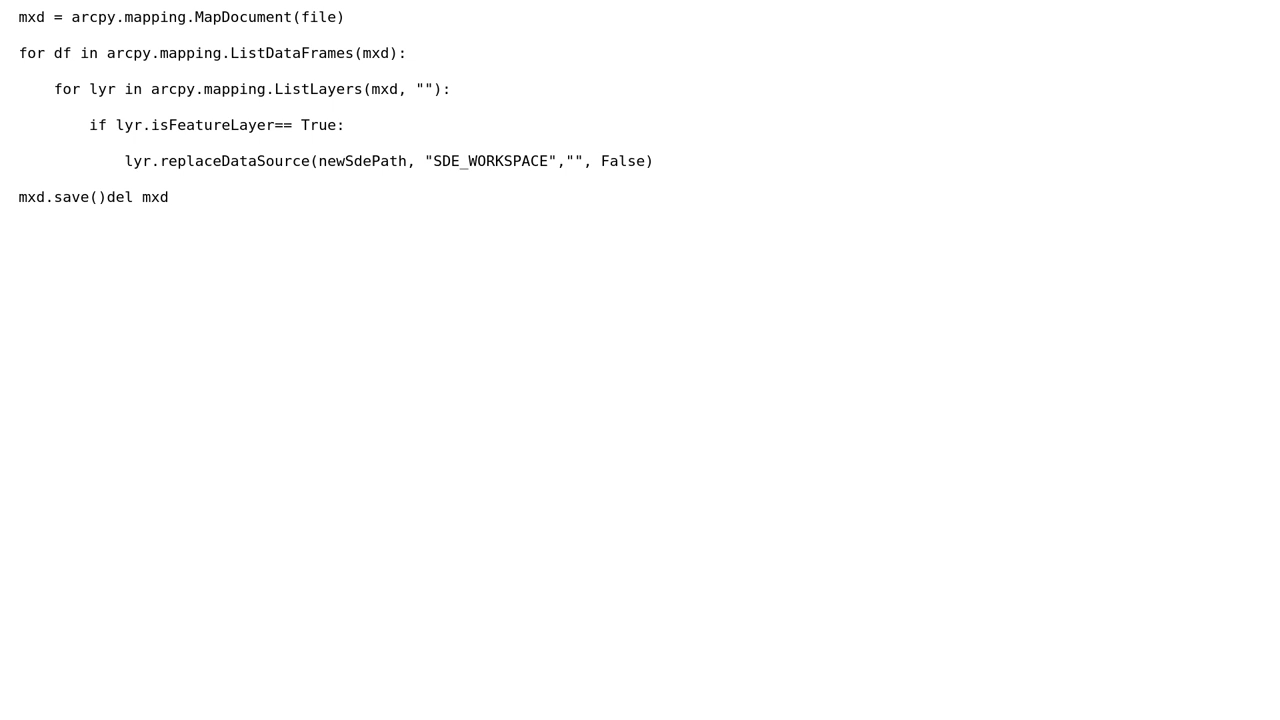 mxd = arcpy.mapping.MapDocument(file)
for df in arcpy.mapping.ListDataFrames(mxd):
    for lyr in arcpy.mapping.ListLayers(mxd, ""):
        if lyr.isFeatureLayer== True:
            lyr.replaceDataSource(newSdePath, "SDE_WORKSPACE","", False)
mxd.save()del mxd